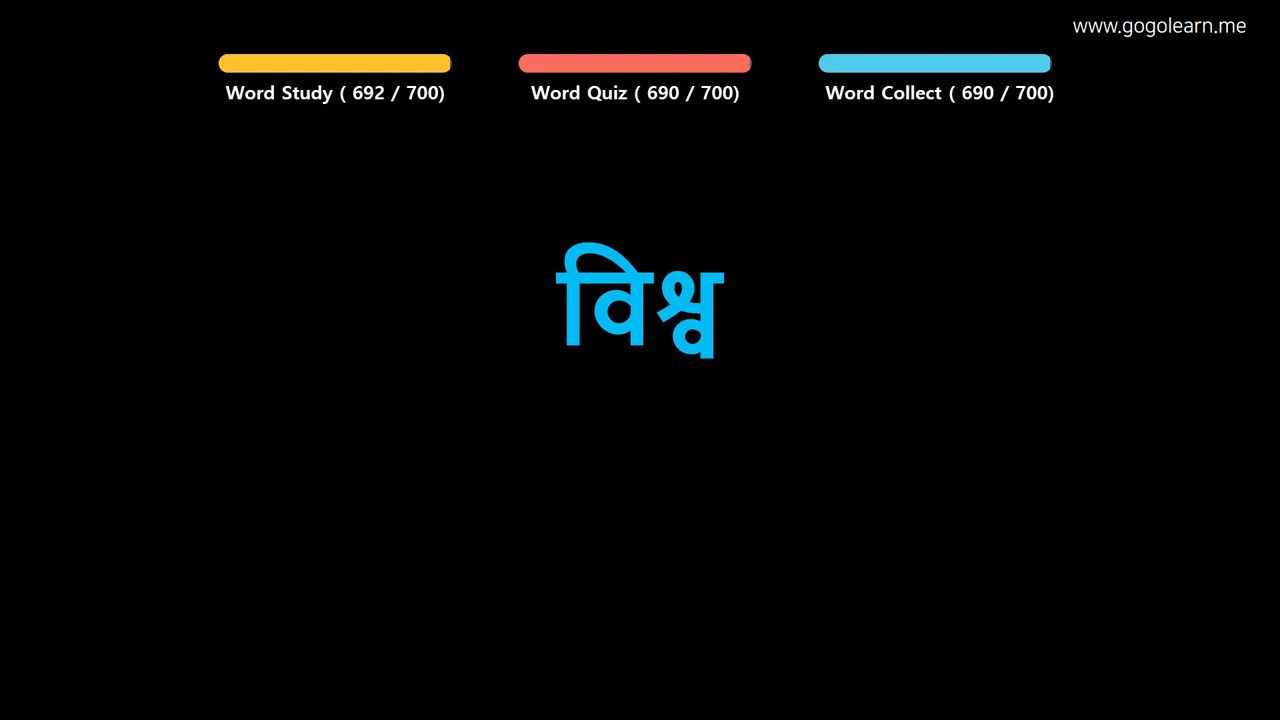 www.gogolearn.me
Word Study ( 692 / 700)
Word Quiz ( 690 / 700)
Word Collect ( 690 / 700)
विश्व